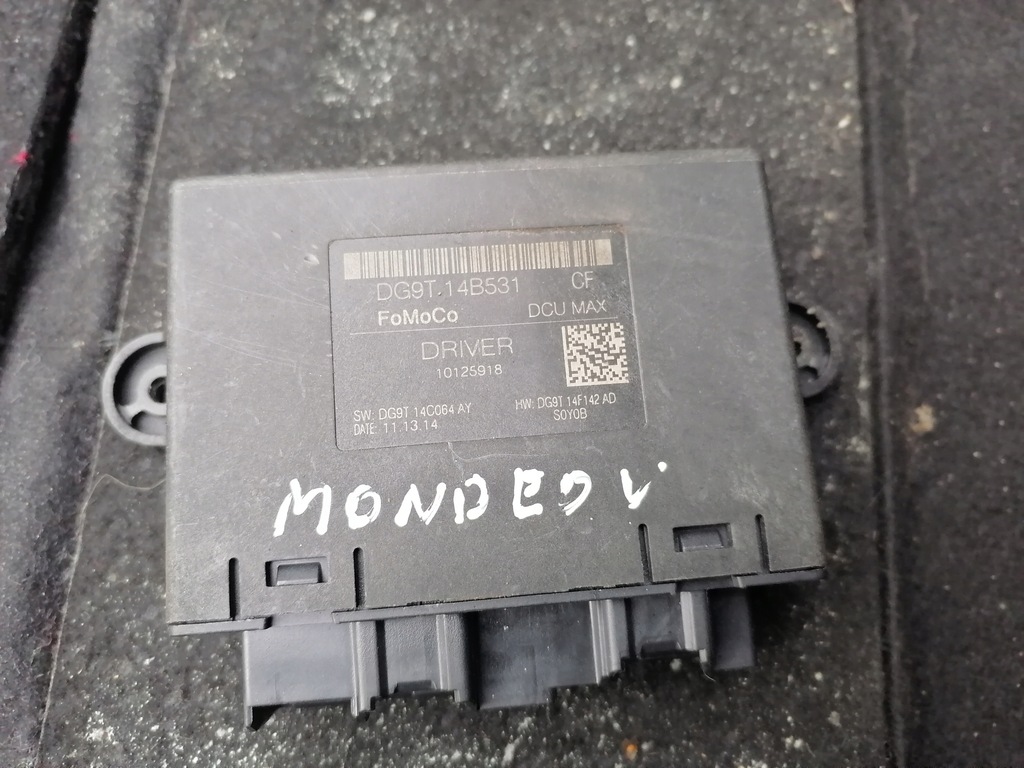 DG9T 14B531 CF
FoMoCo DCU MAX
DRIVER
10125918
SW: DG9T 14C064 AY HW: DG9T 14F142 AD
DATE: 11.13.14 S0Y0B
MONDEO V